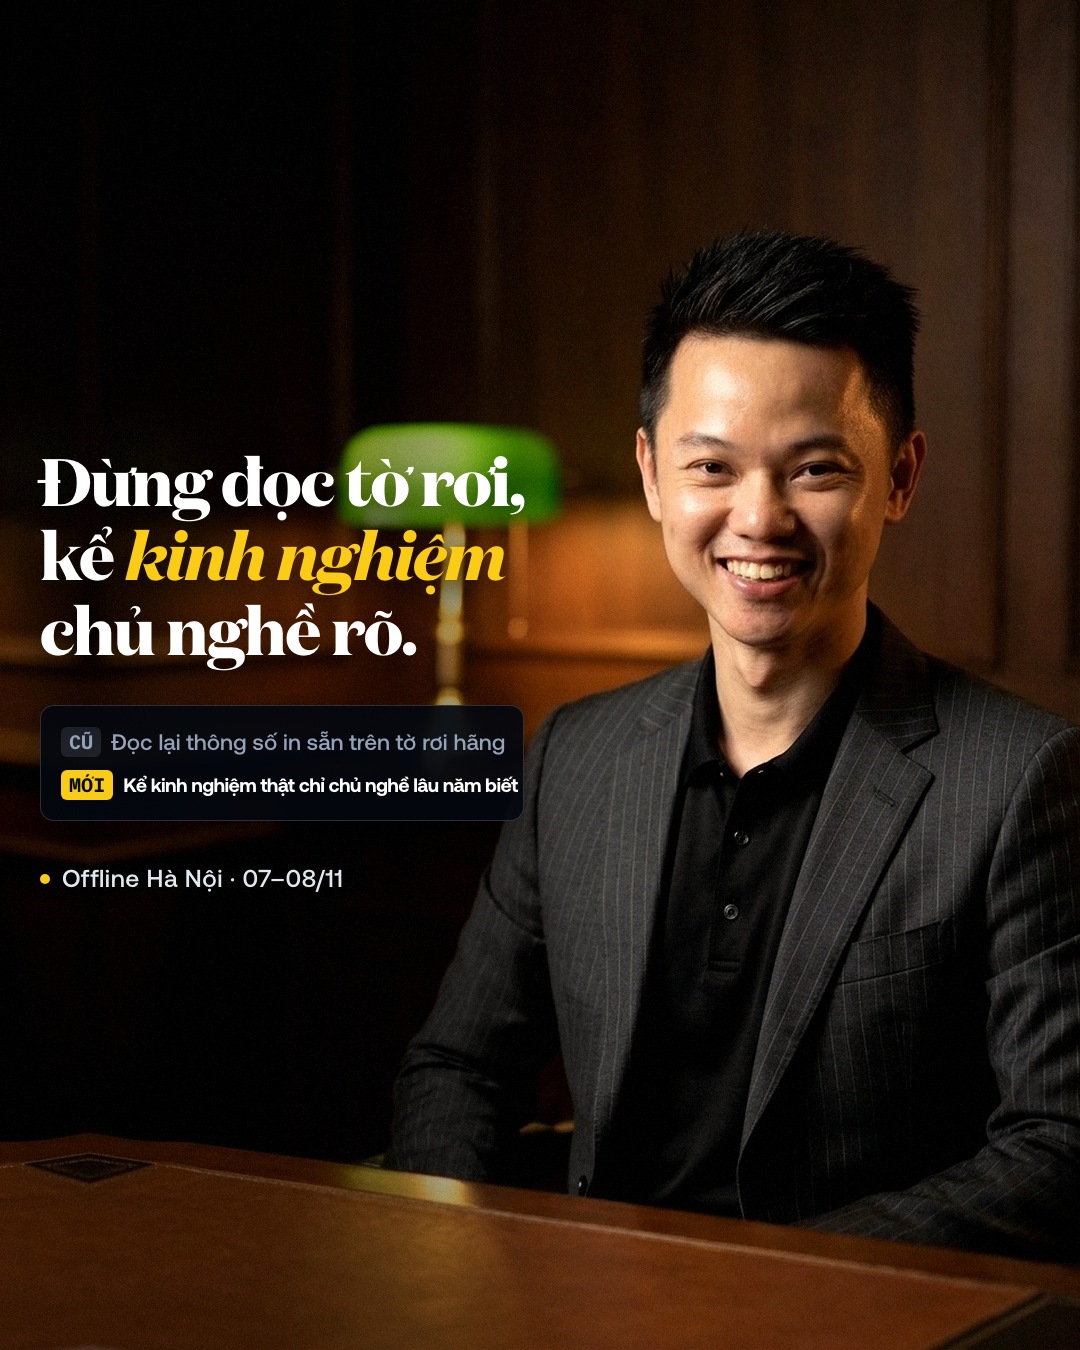 Đừng đọc tờ rơi,
kể kinh nghiệm
chủ nghề rõ.
CŨ Đọc lại thông số in sẵn trên tờ rơi hãng
MỚI Kể kinh nghiệm thật chỉ chủ nghề lâu năm biết
Offline Hà Nội · 07–08/11